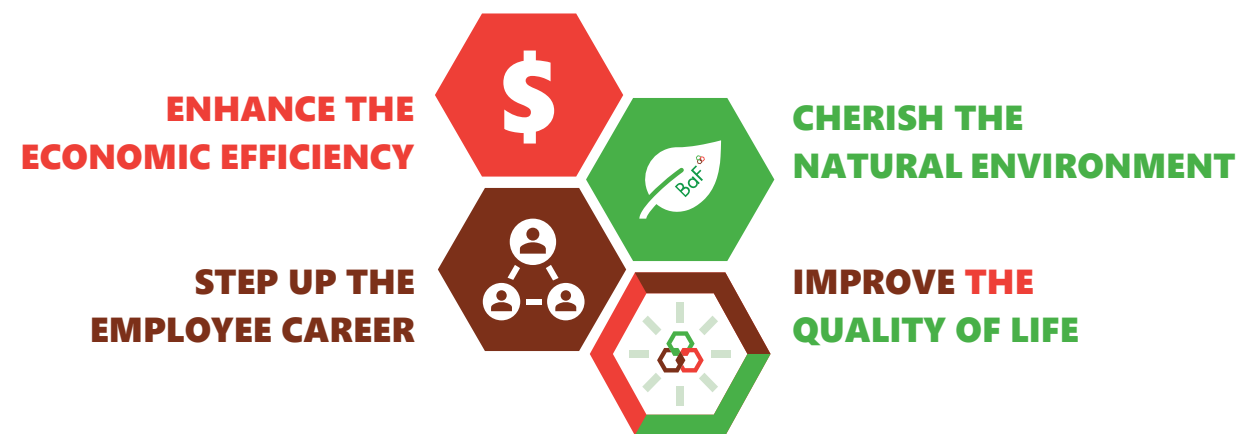 ENHANCE THE
ECONOMIC EFFICIENCY
$
CHERISH THE
NATURAL ENVIRONMENT
BaF
STEP UP THE
EMPLOYEE CAREER
IMPROVE THE
QUALITY OF LIFE